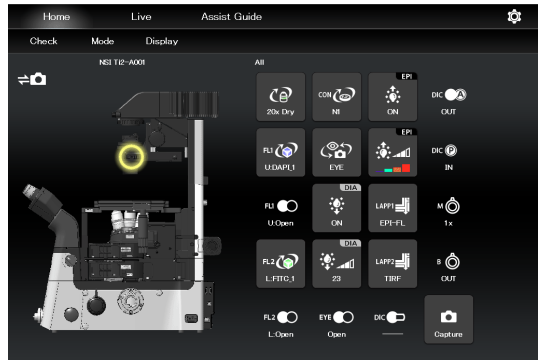 Home Live Assist Guide
Check Mode Display
NSI Ti2-A001 All
EPI
CON DIC A
20x Dry N1 ON OUT
EPI
FL1 DIC P
U:DAPI_1 EYE IN
DIA
FL1 LAPP1 M
U:Open ON EPI-FL 1x
DIA
FL2 LAPP2 B
L:FITC_1 23 TIRF OUT
FL2 EYE DIC
L:Open Open Capture